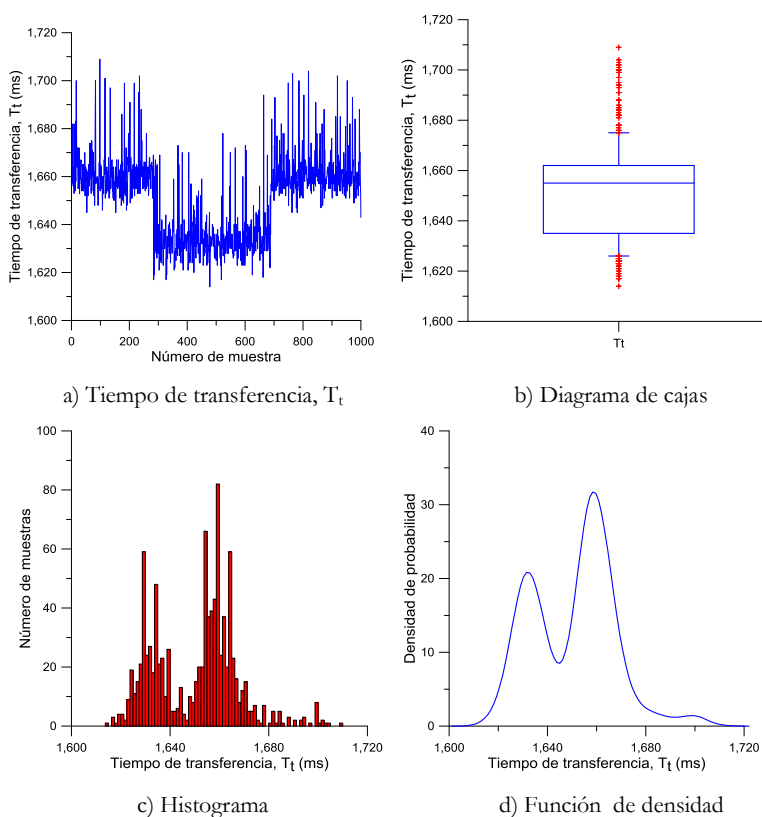 1,720
1,700
1,680
1,660
1,640
1,620
1,600
Tiempo de transferencia, Tt (ms)
0 200 400 600 800 1000
Número de muestra
a) Tiempo de transferencia, Tt
1,720
1,700
1,680
1,660
1,640
1,620
1,600
Tiempo de transferencia, Tt (ms)
Tt
b) Diagrama de cajas
100
80
60
40
20
0
Número de muestras
1,600 1,640 1,680 1,720
Tiempo de transferencia, Tt (ms)
c) Histograma
40
30
20
10
0
Densidad de probabilidad
1,600 1,640 1,680 1,720
Tiempo de transferencia, Tt (ms)
d) Función de densidad